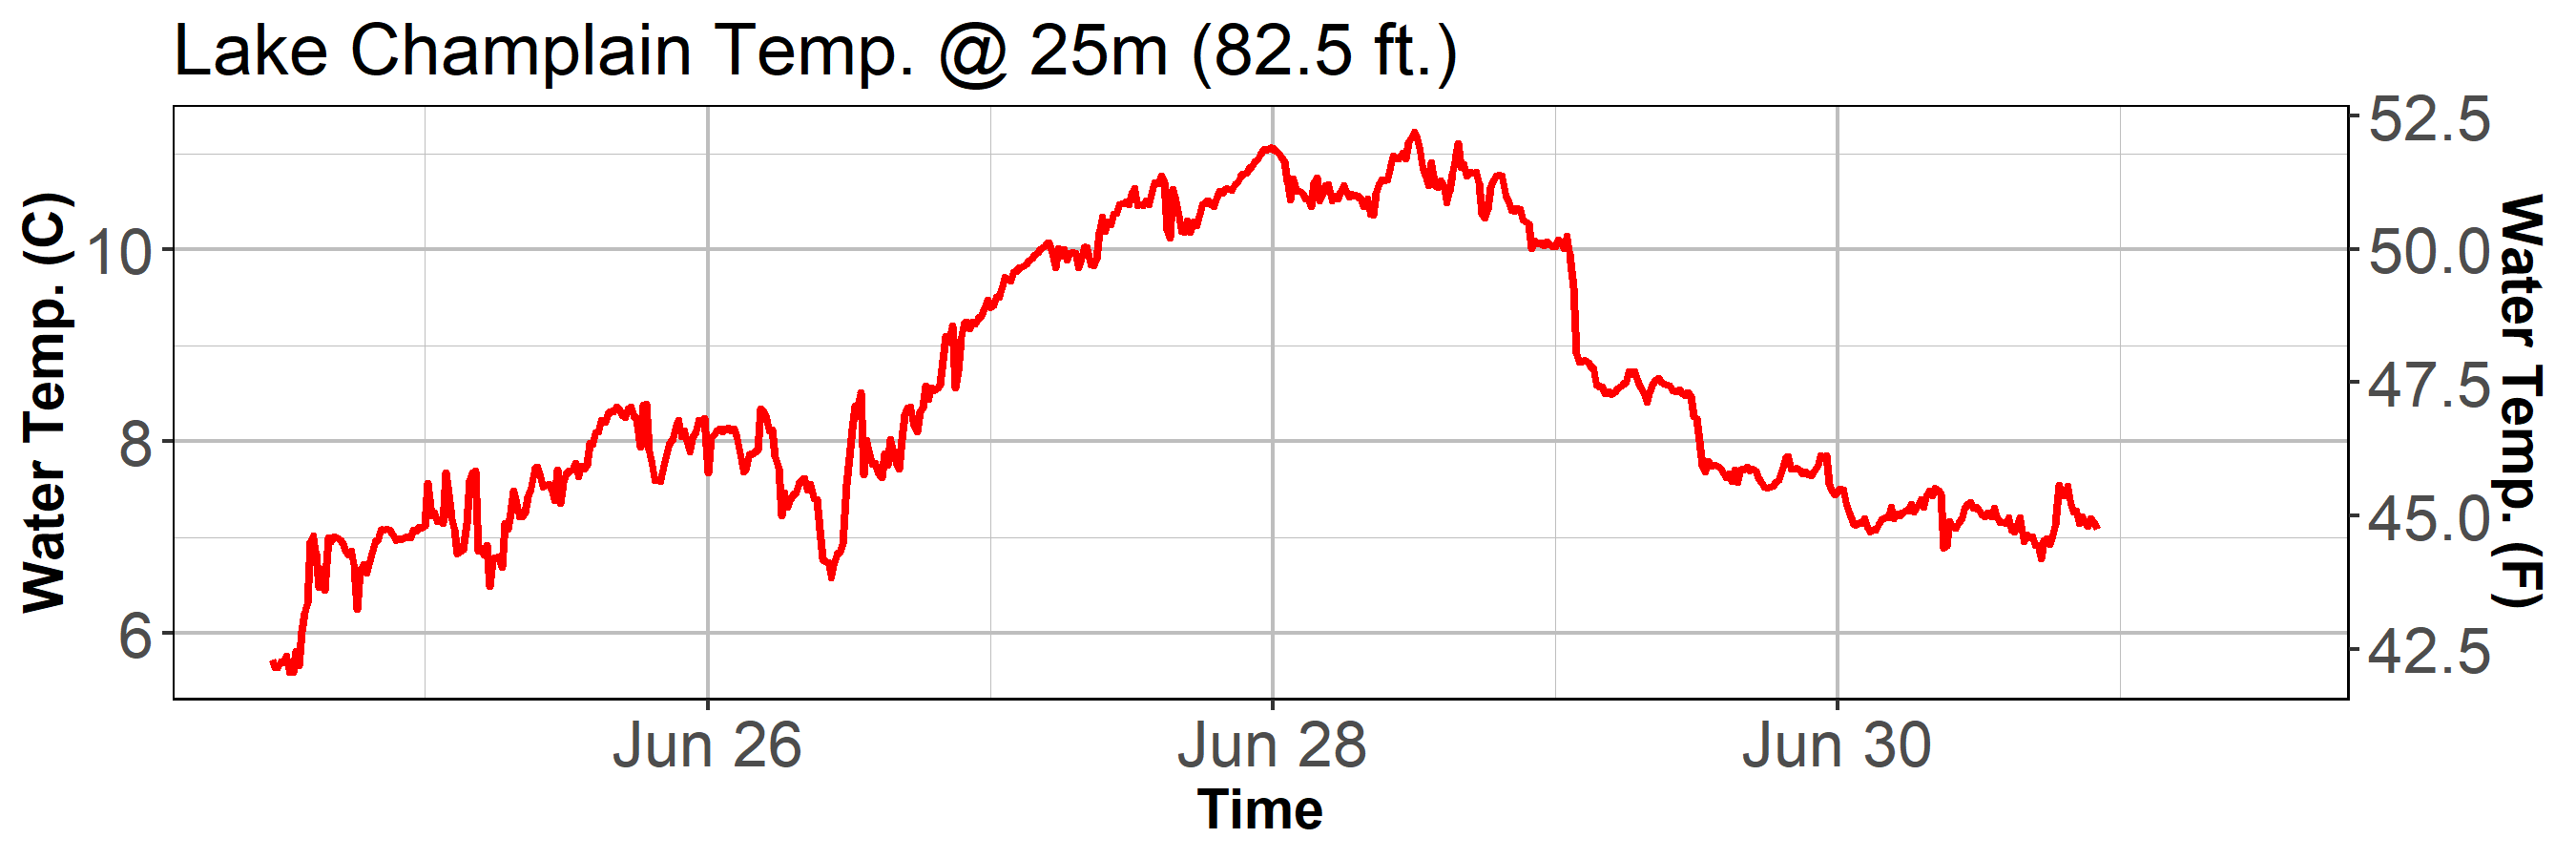 Lake Champlain Temp. @ 25m (82.5 ft.)
Water Temp. (C)
10
8
6
52.5
50.0
47.5
45.0
42.5
Water Temp. (F)
Jun 26 Jun 28 Jun 30
Time